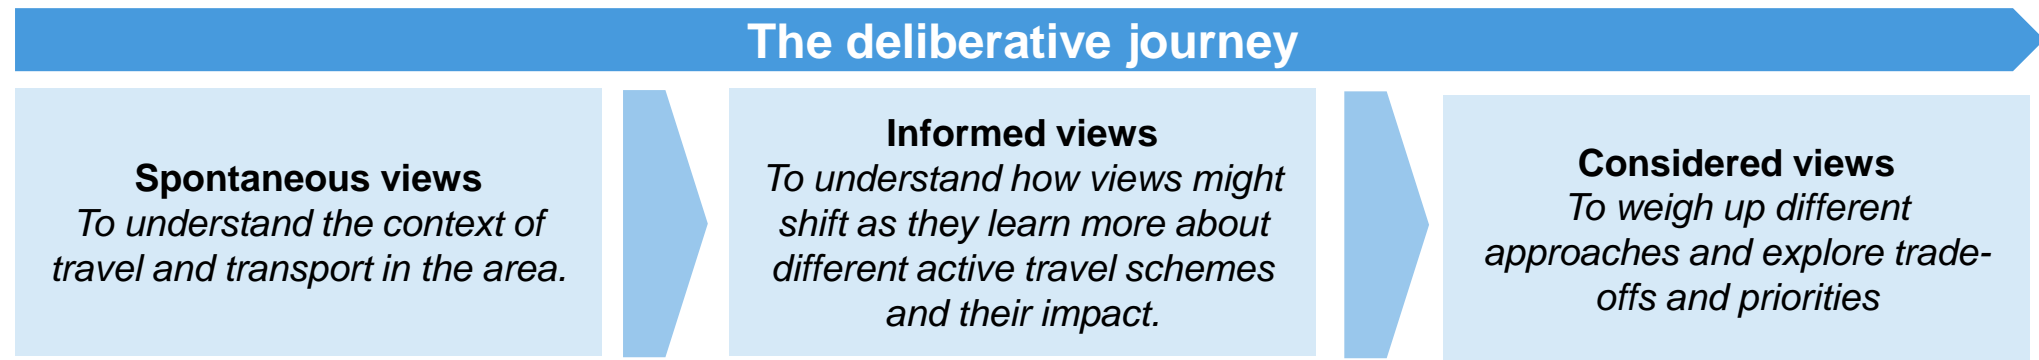 The deliberative journey
Spontaneous views
To understand the context of
travel and transport in the area.
Informed views
To understand how views might
shift as they learn more about
different active travel schemes
and their impact.
Considered views
To weigh up different
approaches and explore trade-
offs and priorities